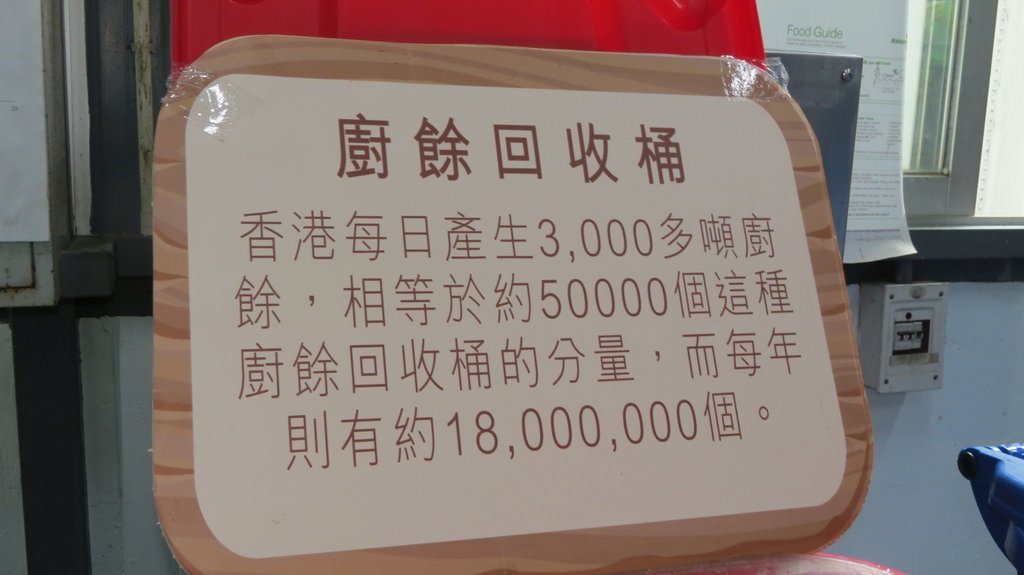 廚餘回收桶
香港每日產生3,000多噸廚
餘，相等於約50000個這種
廚餘回收桶的分量，而每年
則有約18,000,000個。
Food Guide